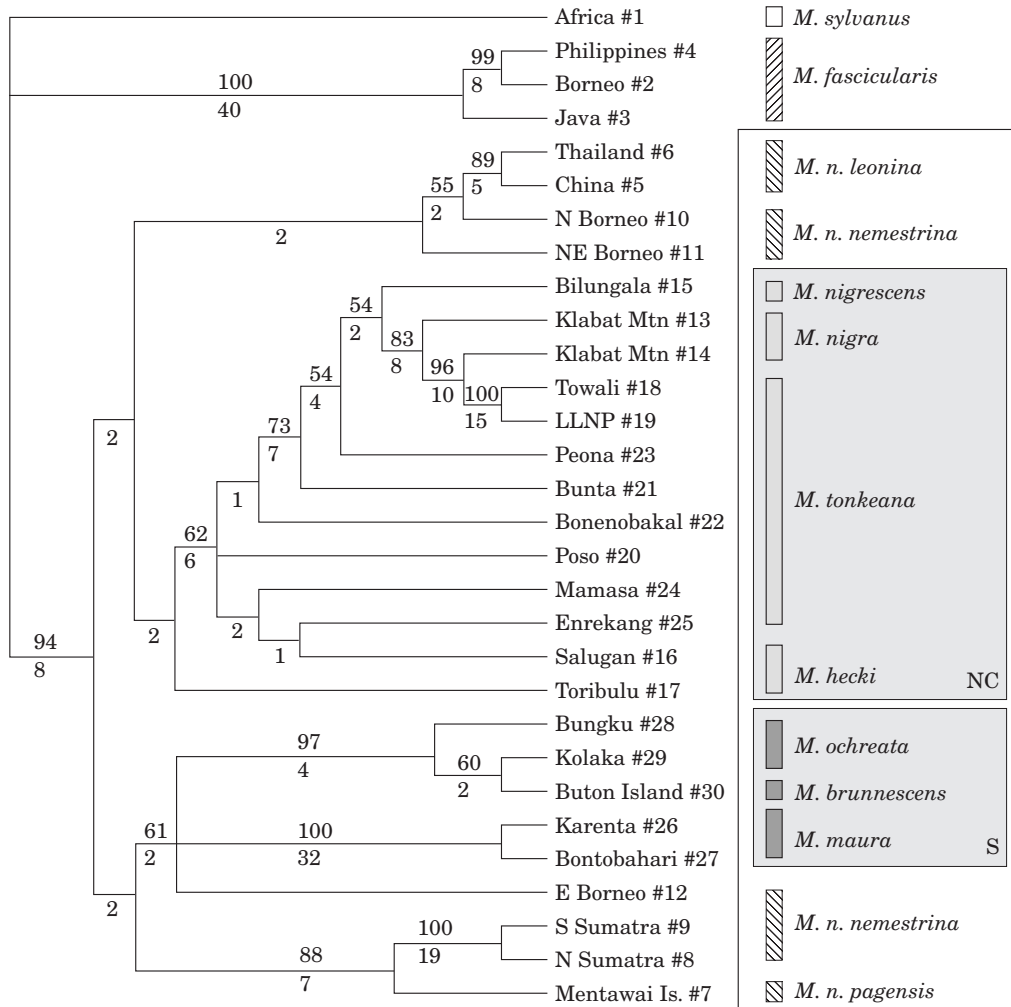 Africa #1
M. sylvanus
99
Philippines #4
8
Borneo #2
M. fascicularis
100
40
Java #3
89
Thailand #6
5
China #5
M. n. leonina
55
2
N Borneo #10
M. n. nemestrina
2
NE Borneo #11
54
Bilungala #15
M. nigrescens
2
83
Klabat Mtn #13
8
M. nigra
96
Klabat Mtn #14
10
54
4
100
Towali #18
15
LLNP #19
73
7
Peona #23
2
1
Bunta #21
M. tonkeana
Bonenobakal #22
62
6
Poso #20
Mamasa #24
2
Enrekang #25
1
Salugan #16
94
8
2
M. hecki
NC
Toribulu #17
97
Bungku #28
4
M. ochreata
60
Kolaka #29
2
Buton Island #30
M. brunnescens
61
2
100
Karenta #26
32
M. maura
S
Bontobahari #27
2
E Borneo #12
100
S Sumatra #9
19
M. n. nemestrina
88
N Sumatra #8
7
Mentawai Is. #7
M. n. pagensis